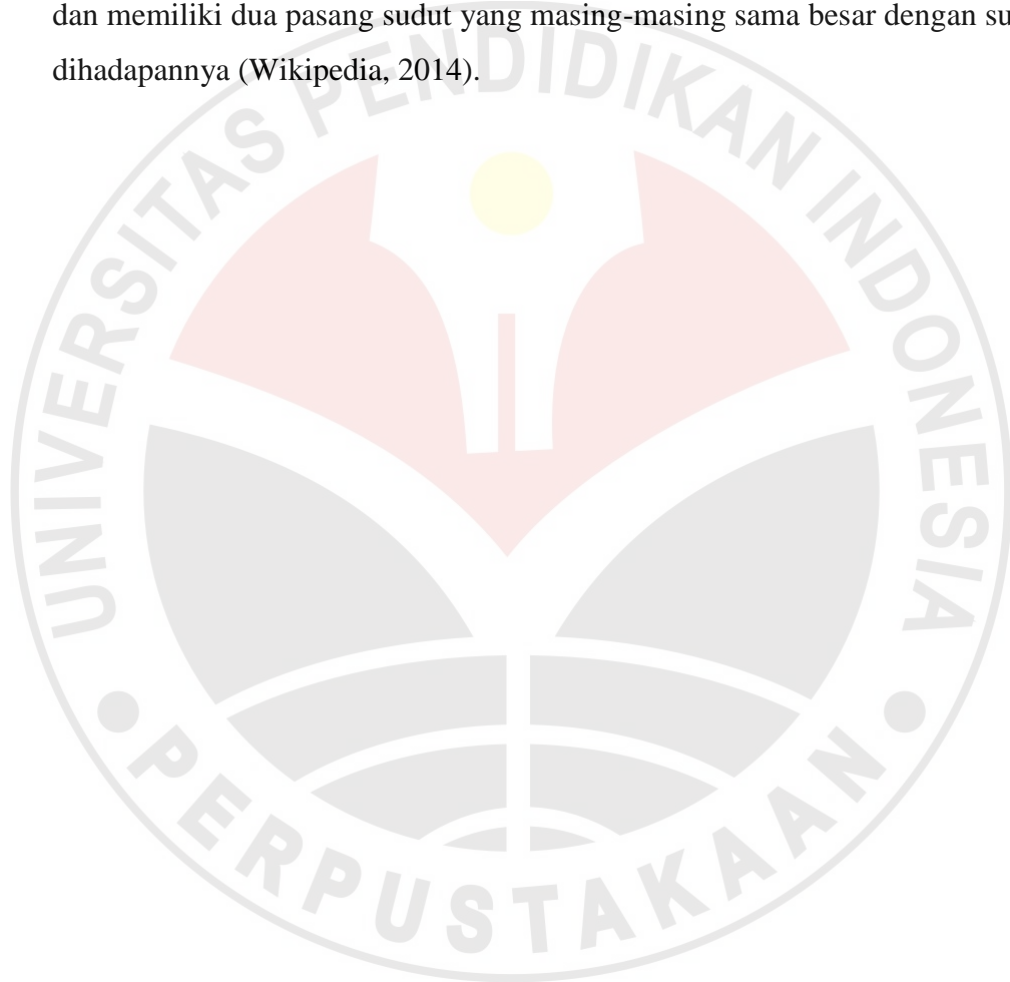 dan memiliki dua pasang sudut yang masing-masing sama besar dengan su
dihadapannya (Wikipedia, 2014).
UNIVERSITAS PENDIDIKAN INDONESIA
PERPUSTAKAAN